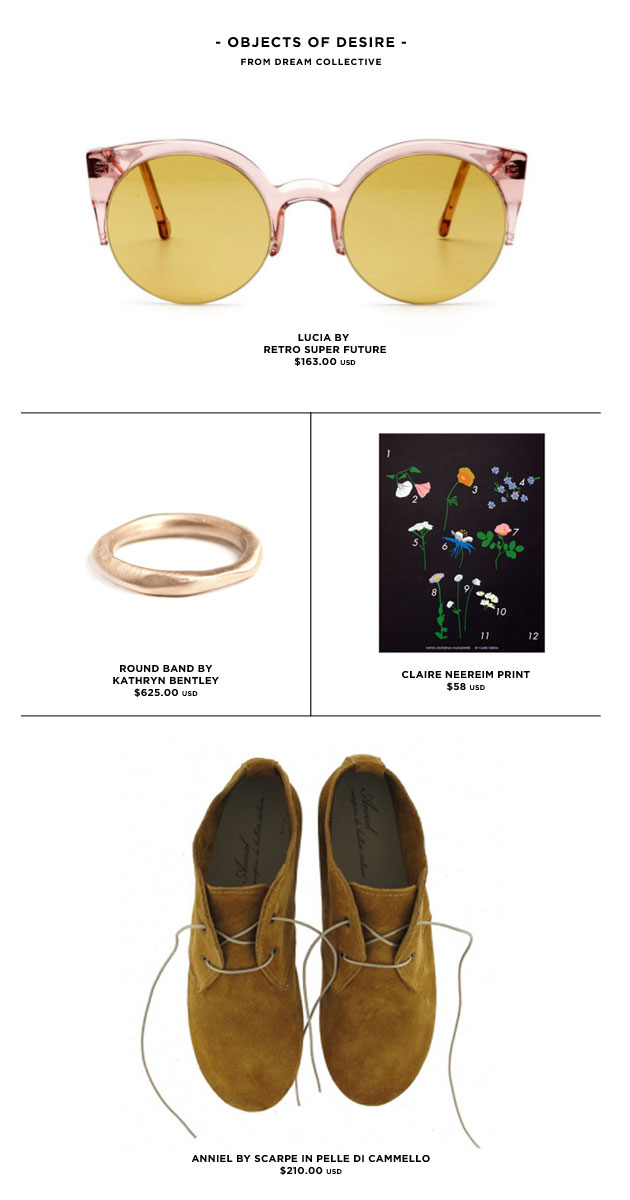 - OBJECTS OF DESIRE -
FROM DREAM COLLECTIVE
LUCIA BY
RETRO SUPER FUTURE
$163.00 USD
1
2
3
4
5
6
7
8
9
10
11
12
ROUND BAND BY
KATHRYN BENTLEY
$625.00 USD
CLAIRE NEEREIM PRINT
$58 USD
Anniel
Anniel
ANNIEL BY SCARPE IN PELLE DI CAMMELLO
$210.00 USD